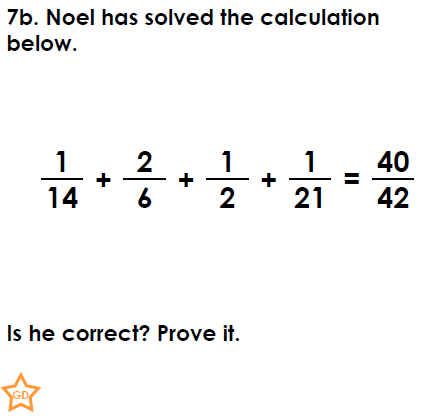 7b. Noel has solved the calculation
below.
1/14 + 2/6 + 1/2 + 1/21 = 40/42
Is he correct? Prove it.
GD